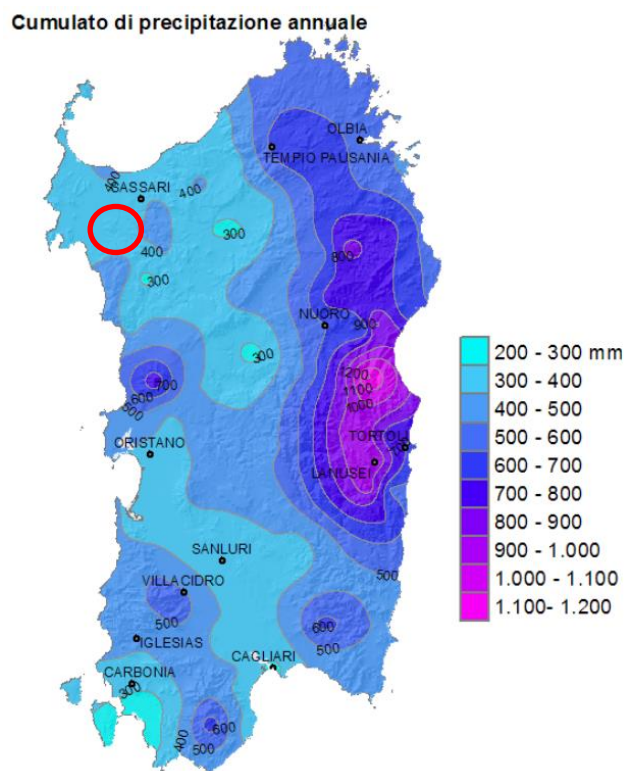 Cumulato di precipitazione annuale
OLBIA
TEMPIO PAUSANIA
400
SASSARI
400
300
400
800
300
NUORO
900
300
1200
700
1100
600
1000
500
TORTOLI
ORISTANO
LANUSEI
SANLURI
500
VILLACIDRO
500
600
IGLESIAS
500
CAGLIARI
CARBONIA
300
600
400
500
200 - 300 mm
300 - 400
400 - 500
500 - 600
600 - 700
700 - 800
800 - 900
900 - 1.000
1.000 - 1.100
1.100- 1.200